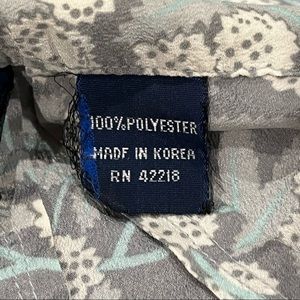 100%POLYESTER
MADE IN KOREA
RN 42218